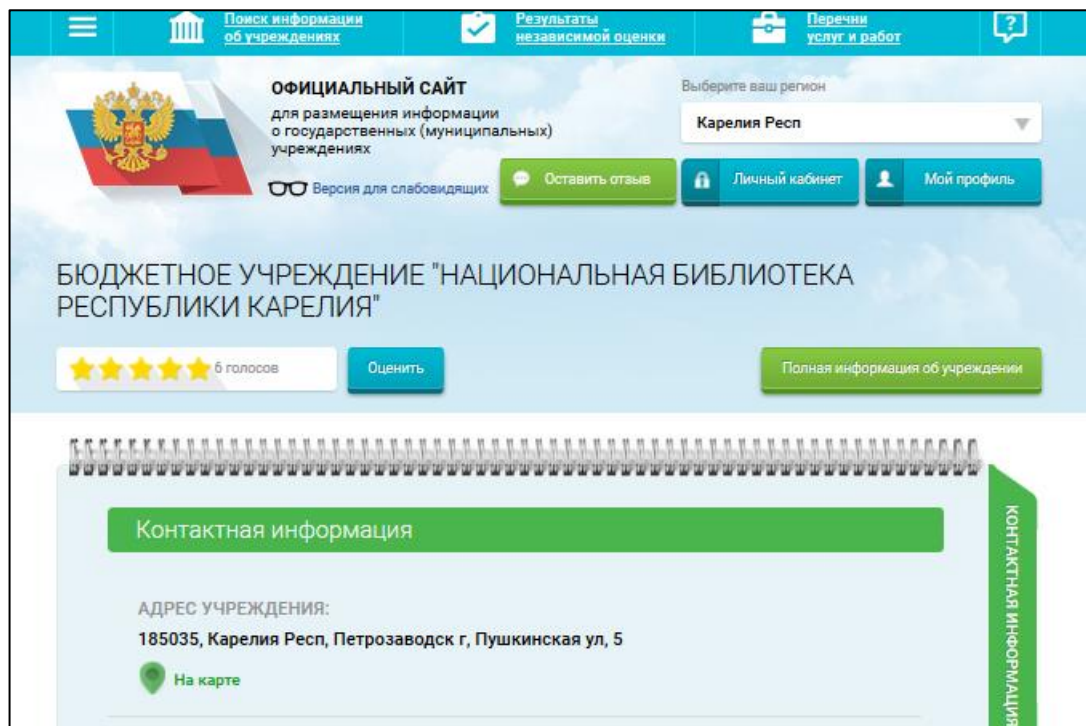 Поиск информации
об учреждениях
Результаты
независимой оценки
Перечни
услуг и работ
?
ОФИЦИАЛЬНЫЙ САЙТ
для размещения информации
о государственных (муниципальных)
учреждениях
Версия для слабовидящих
Выберите ваш регион
Карелия Респ
Оставить отзыв
Личный кабинет
Мой профиль
БЮДЖЕТНОЕ УЧРЕЖДЕНИЕ "НАЦИОНАЛЬНАЯ БИБЛИОТЕКА
РЕСПУБЛИКИ КАРЕЛИЯ"
6 голосов
Оценить
Полная информация об учреждении
Контактная информация
АДРЕС УЧРЕЖДЕНИЯ:
185035, Карелия Респ, Петрозаводск г, Пушкинская ул, 5
На карте
КОНТАКТНАЯ ИНФОРМАЦИЯ